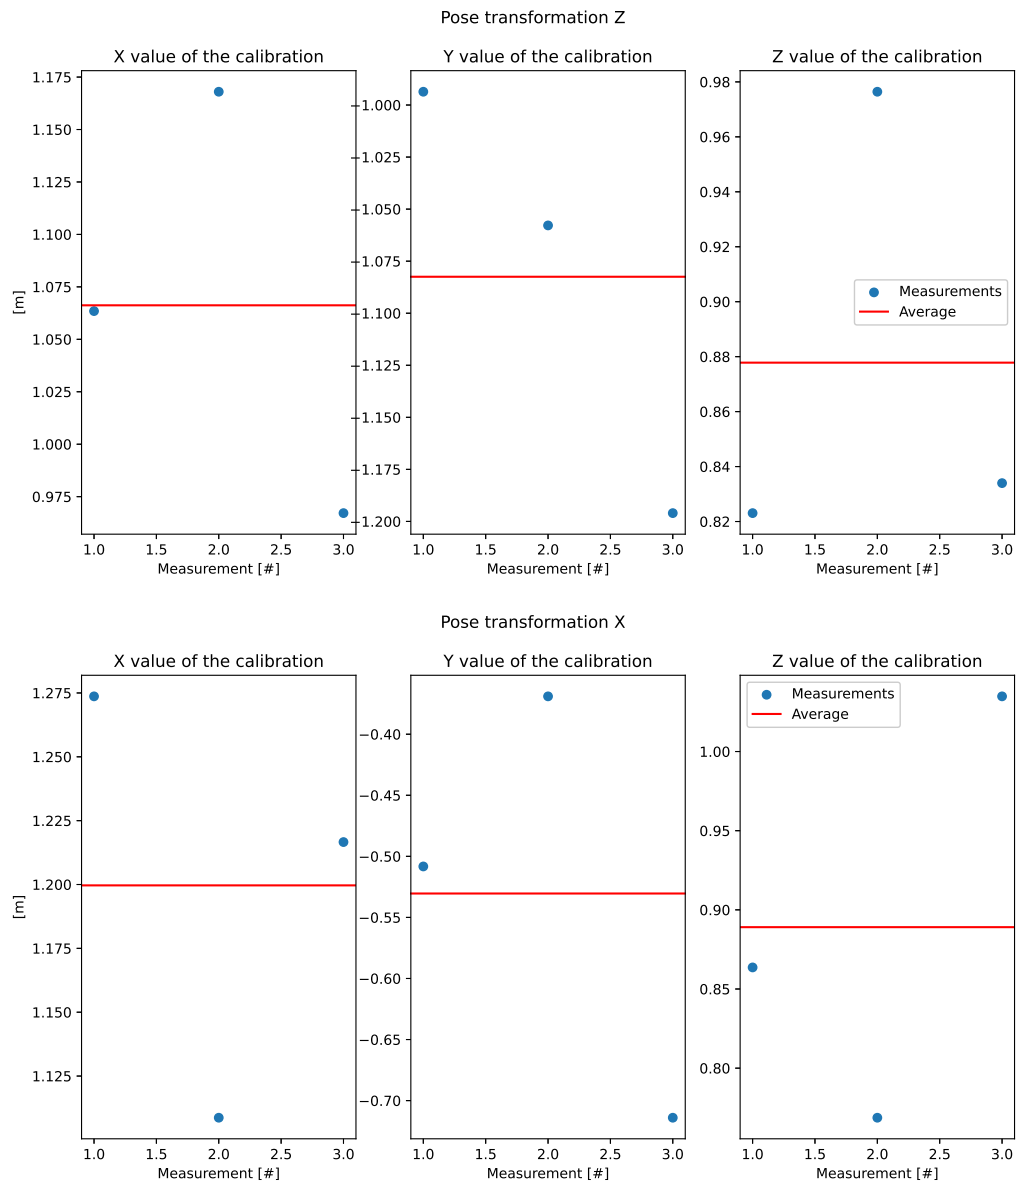 Pose transformation Z
X value of the calibration
Y value of the calibration
Z value of the calibration
1.175
1.150
1.125
1.100
1.075
1.050
1.025
1.000
0.975
[m]
1.0 1.5 2.0 2.5 3.0
Measurement [#]
−1.000
−1.025
−1.050
−1.075
−1.100
−1.125
−1.150
−1.175
−1.200
1.0 1.5 2.0 2.5 3.0
Measurement [#]
0.98
0.96
0.94
0.92
0.90
0.88
0.86
0.84
0.82
Measurements
Average
1.0 1.5 2.0 2.5 3.0
Measurement [#]
Pose transformation X
X value of the calibration
Y value of the calibration
Z value of the calibration
1.275
1.250
1.225
1.200
1.175
1.150
1.125
[m]
1.0 1.5 2.0 2.5 3.0
Measurement [#]
−0.40
−0.45
−0.50
−0.55
−0.60
−0.65
−0.70
1.0 1.5 2.0 2.5 3.0
Measurement [#]
Measurements
Average
1.00
0.95
0.90
0.85
0.80
1.0 1.5 2.0 2.5 3.0
Measurement [#]